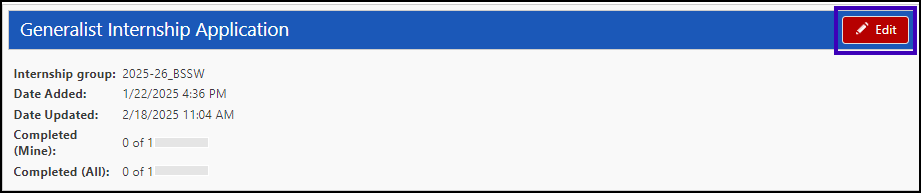 Generalist Internship Application
Edit
Internship group: 2025-26_BSSW
Date Added: 1/22/2025 4:36 PM
Date Updated: 2/18/2025 11:04 AM
Completed
(Mine): 0 of 1
Completed (All): 0 of 1